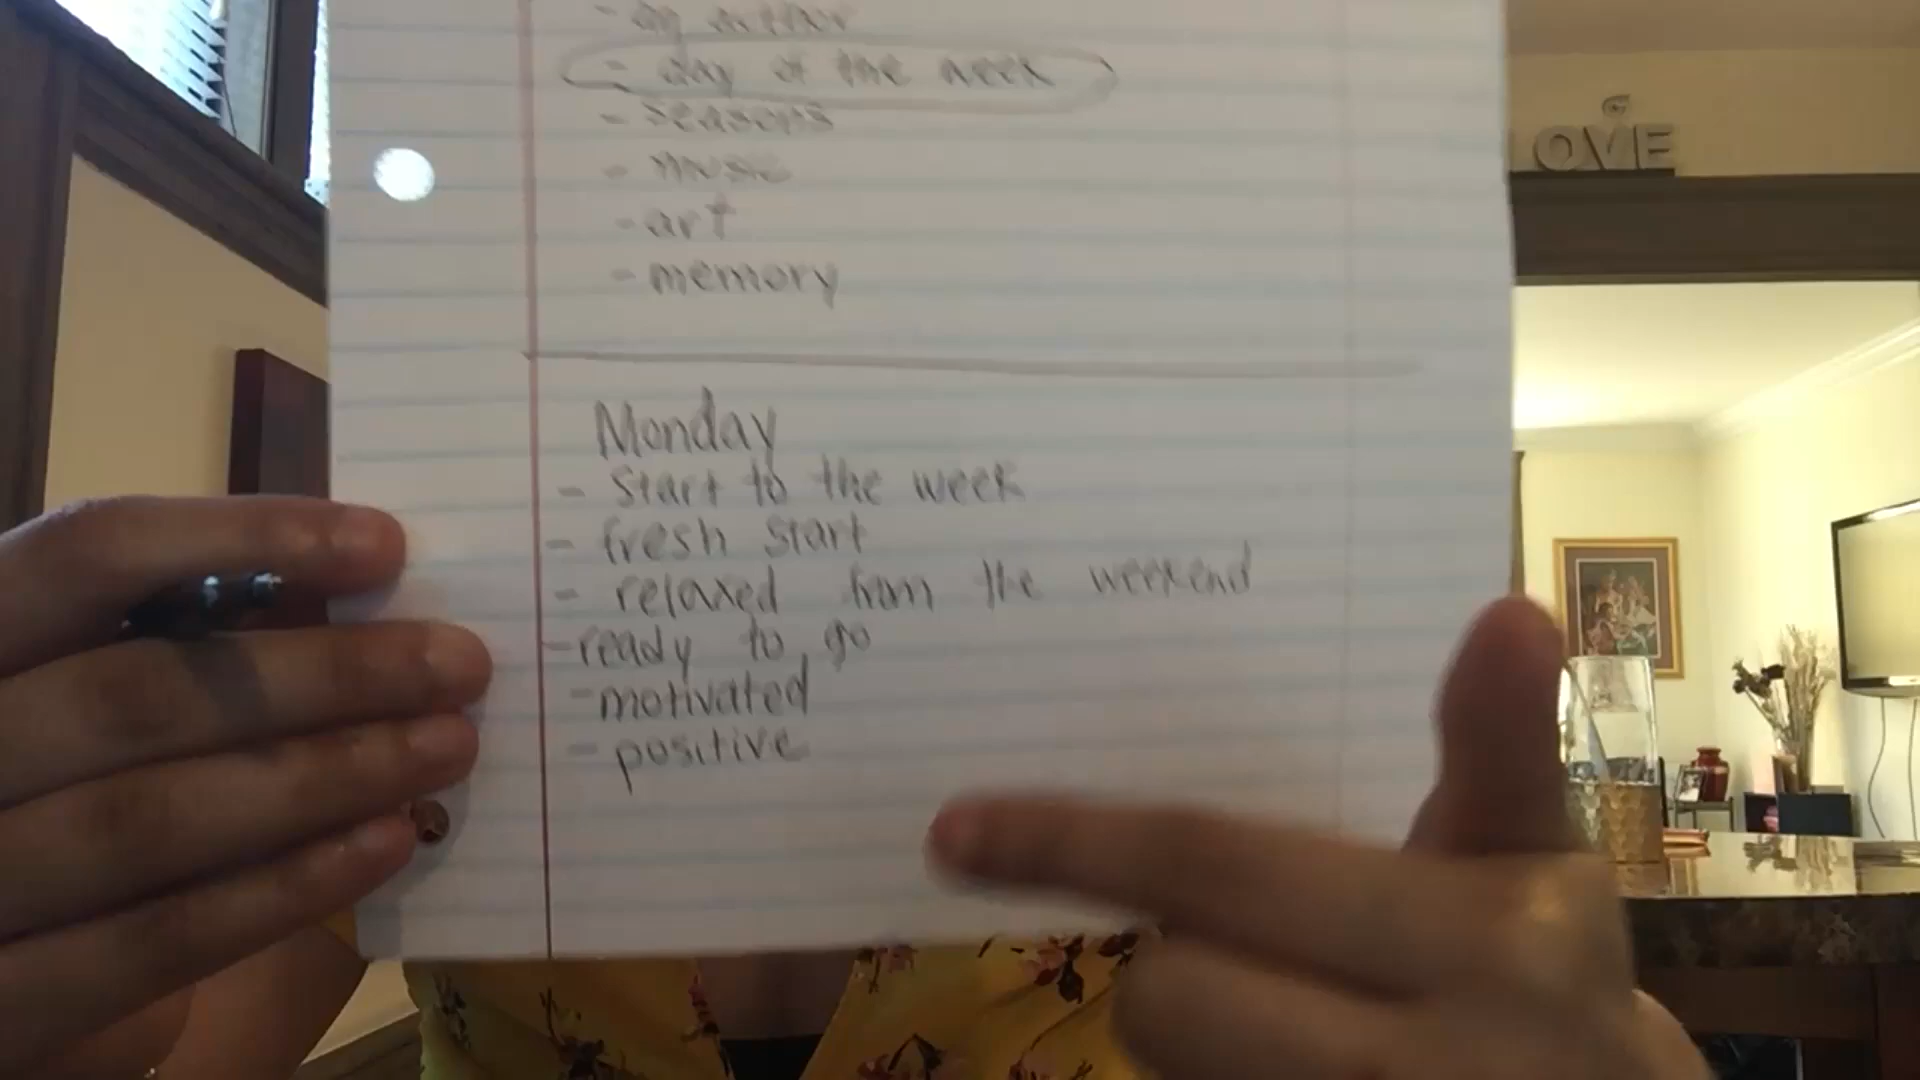 - day of the week
- seasons
- music
- art
- memory
Monday
- start to the week
- fresh start
- relaxed from the weekend
- ready to go
- motivated
- positive
OVE